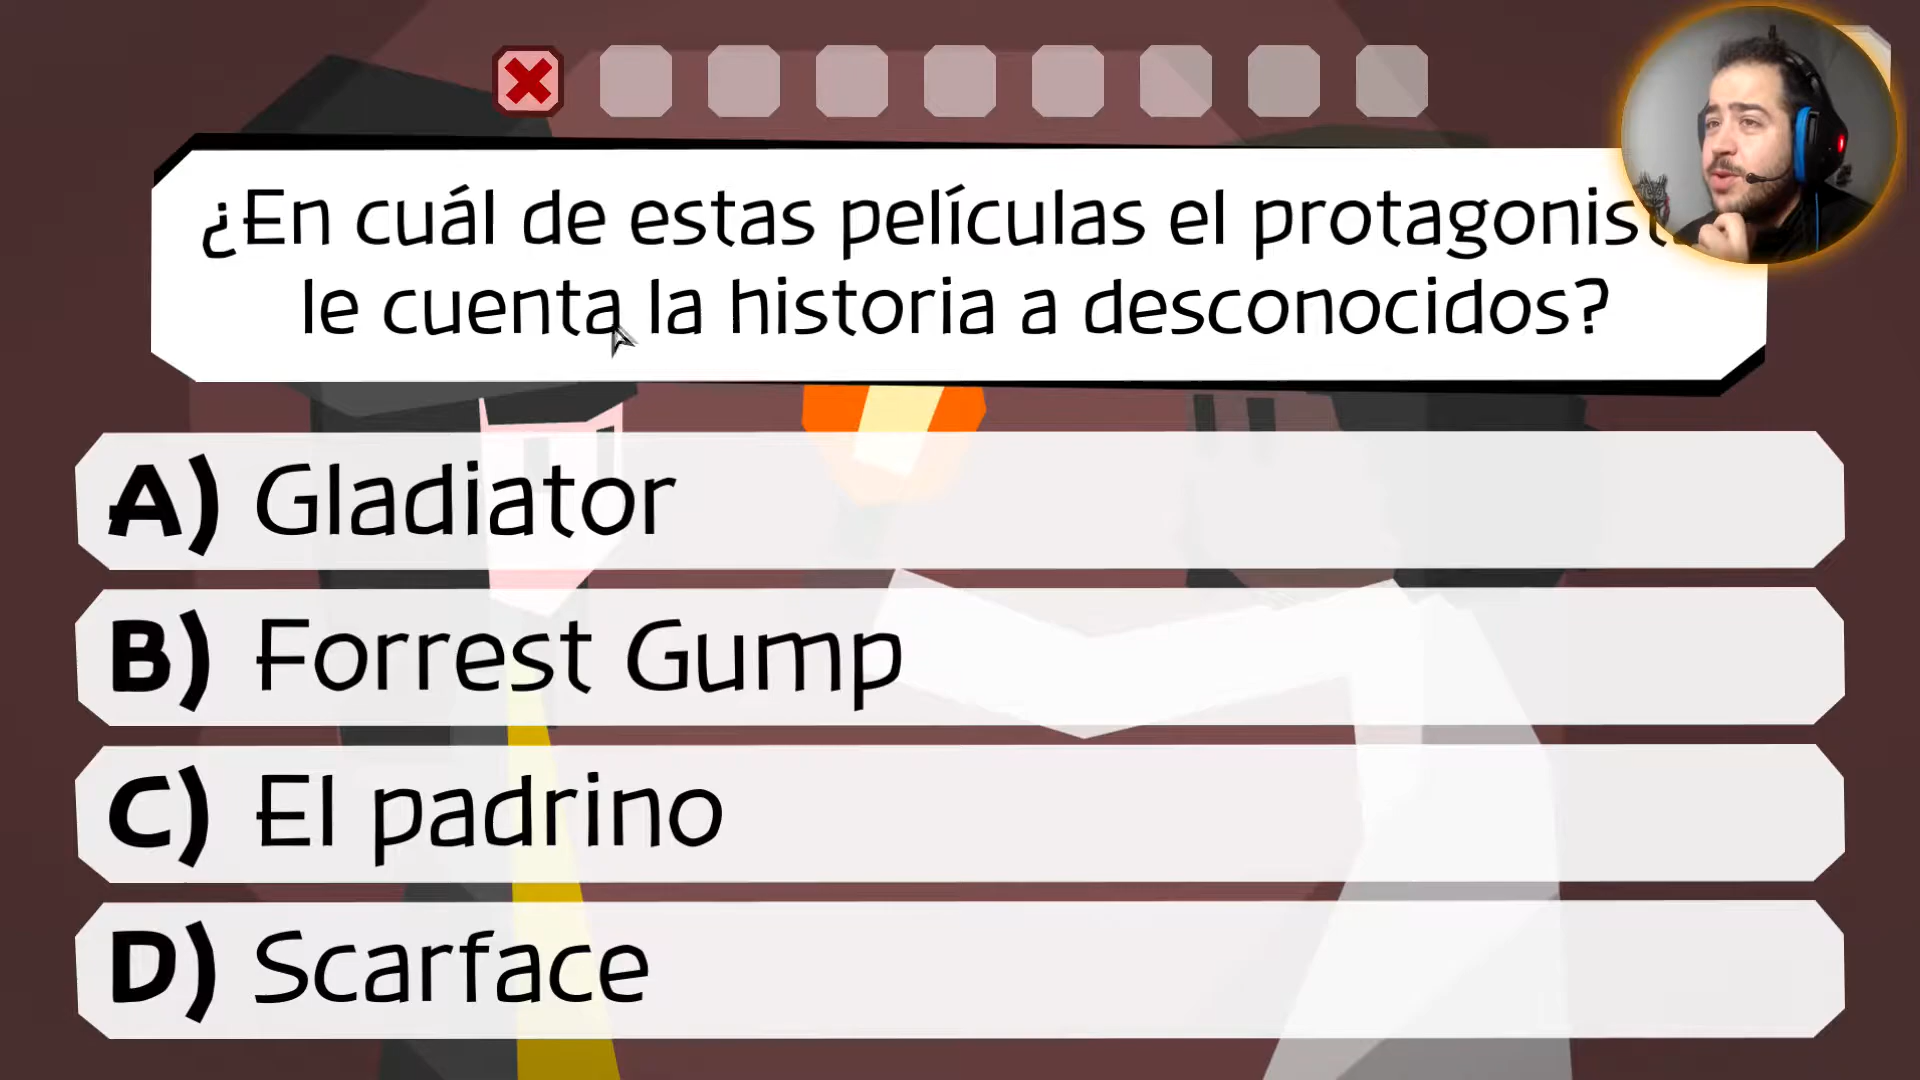 ¿En cuál de estas películas el protagonist
le cuenta la historia a desconocidos?
A) Gladiator
B) Forrest Gump
C) El padrino
D) Scarface